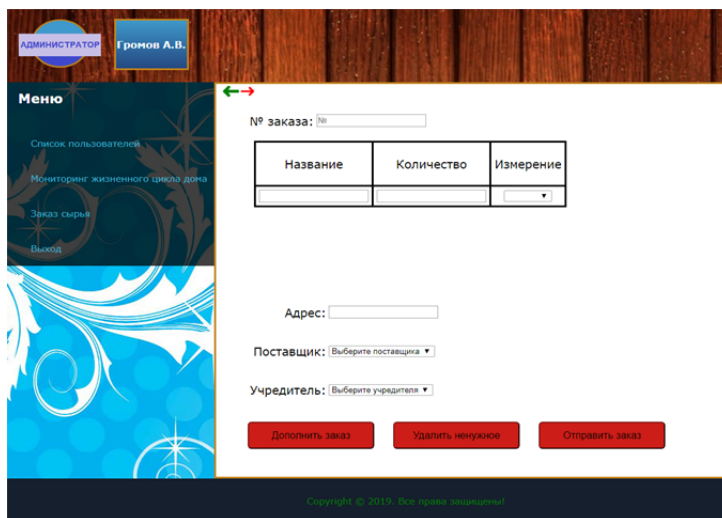 АДМИНИСТРАТОР
Громов А.В.
Меню
Список пользователей
Мониторинг жизненного цикла дома
Заказ сырья
Выход
№ заказа: №
Название Количество Измерение
Адрес:
Поставщик: Выберите поставщика
Учредитель: Выберите учредителя
Дополнить заказ Удалить ненужное Отправить заказ
Copyright © 2019. Все права защищены!